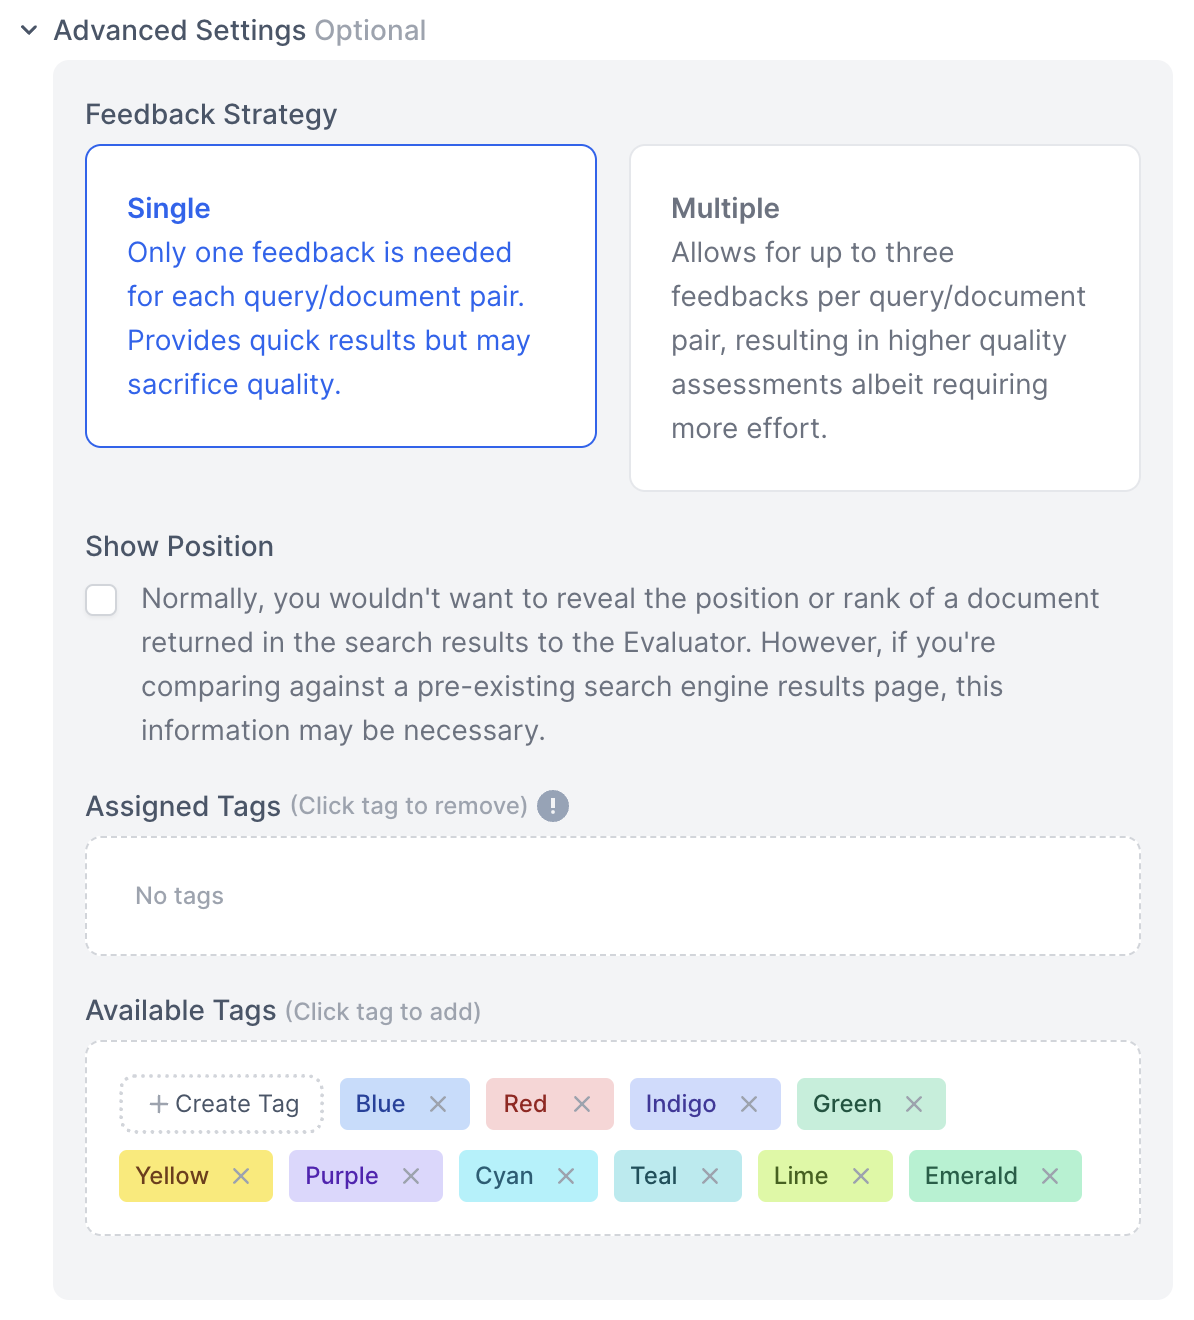 Advanced Settings Optional
Feedback Strategy
Single
Only one feedback is needed
for each query/document pair.
Provides quick results but may
sacrifice quality.
Multiple
Allows for up to three
feedbacks per query/document
pair, resulting in higher quality
assessments albeit requiring
more effort.
Show Position
Normally, you wouldn't want to reveal the position or rank of a document
returned in the search results to the Evaluator. However, if you're
comparing against a pre-existing search engine results page, this
information may be necessary.
Assigned Tags (Click tag to remove) !
No tags
Available Tags (Click tag to add)
+ Create Tag Blue × Red × Indigo × Green ×
Yellow × Purple × Cyan × Teal × Lime × Emerald ×